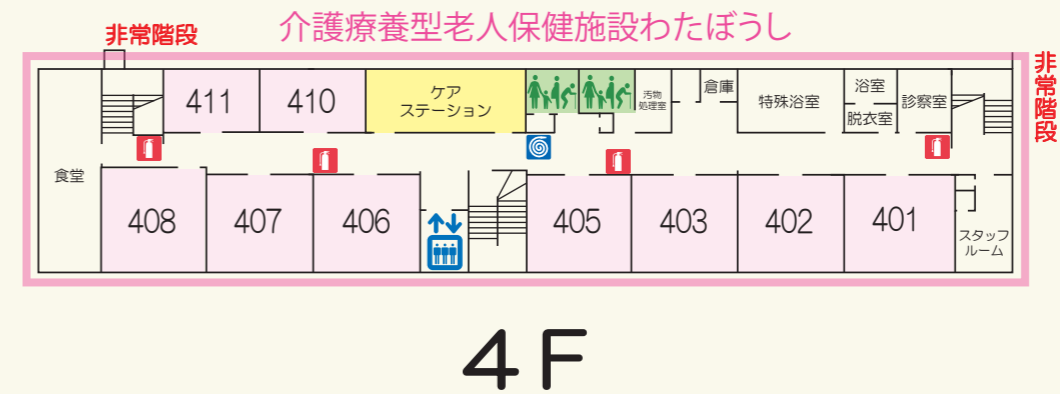 介護療養型老人保健施設わたぼうし
非常階段
非常階段
411
410
ケア
ステーション
汚物
処理室
倉庫
特殊浴室
浴室
脱衣室
診察室
食堂
408
407
406
405
403
402
401
スタッフ
ルーム
4F